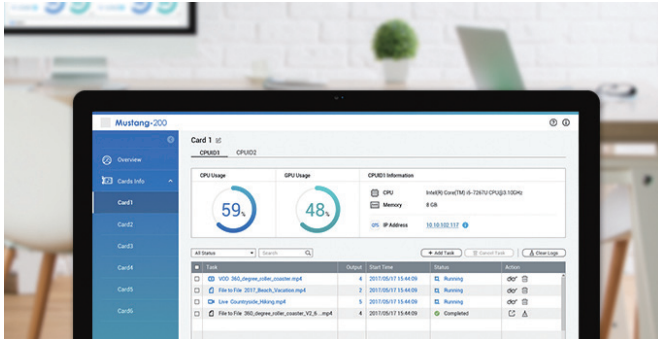 Mustang-200
Card 1
CPUID1 CPUID2
Overview
Cards Info
Card1
Card2
Card3
Card4
Card5
Card6
CPU Usage
59%
GPU Usage
48%
CPUID1 Information
CPU Intel(R) Core(TM) i5-7267U CPU@3.10GHz
Memory 8 GB
IP Address 10.10.102.117
All Status Search + Add Task Cancel Task Clear Logs
Task Output Start Time Status Action
VOD 360_degree_roller_coaster.mp4 4 2017/05/17 15:44:09 Running
File to File 2017_Beach_Vacation.mp4 2 2017/05/17 15:44:09 Running
Live Countryside_Hiking.mp4 5 2017/05/17 15:44:09 Running
File to File 360_degree_roller_coaster_V2_6...mp4 4 2017/05/17 15:44:09 Completed